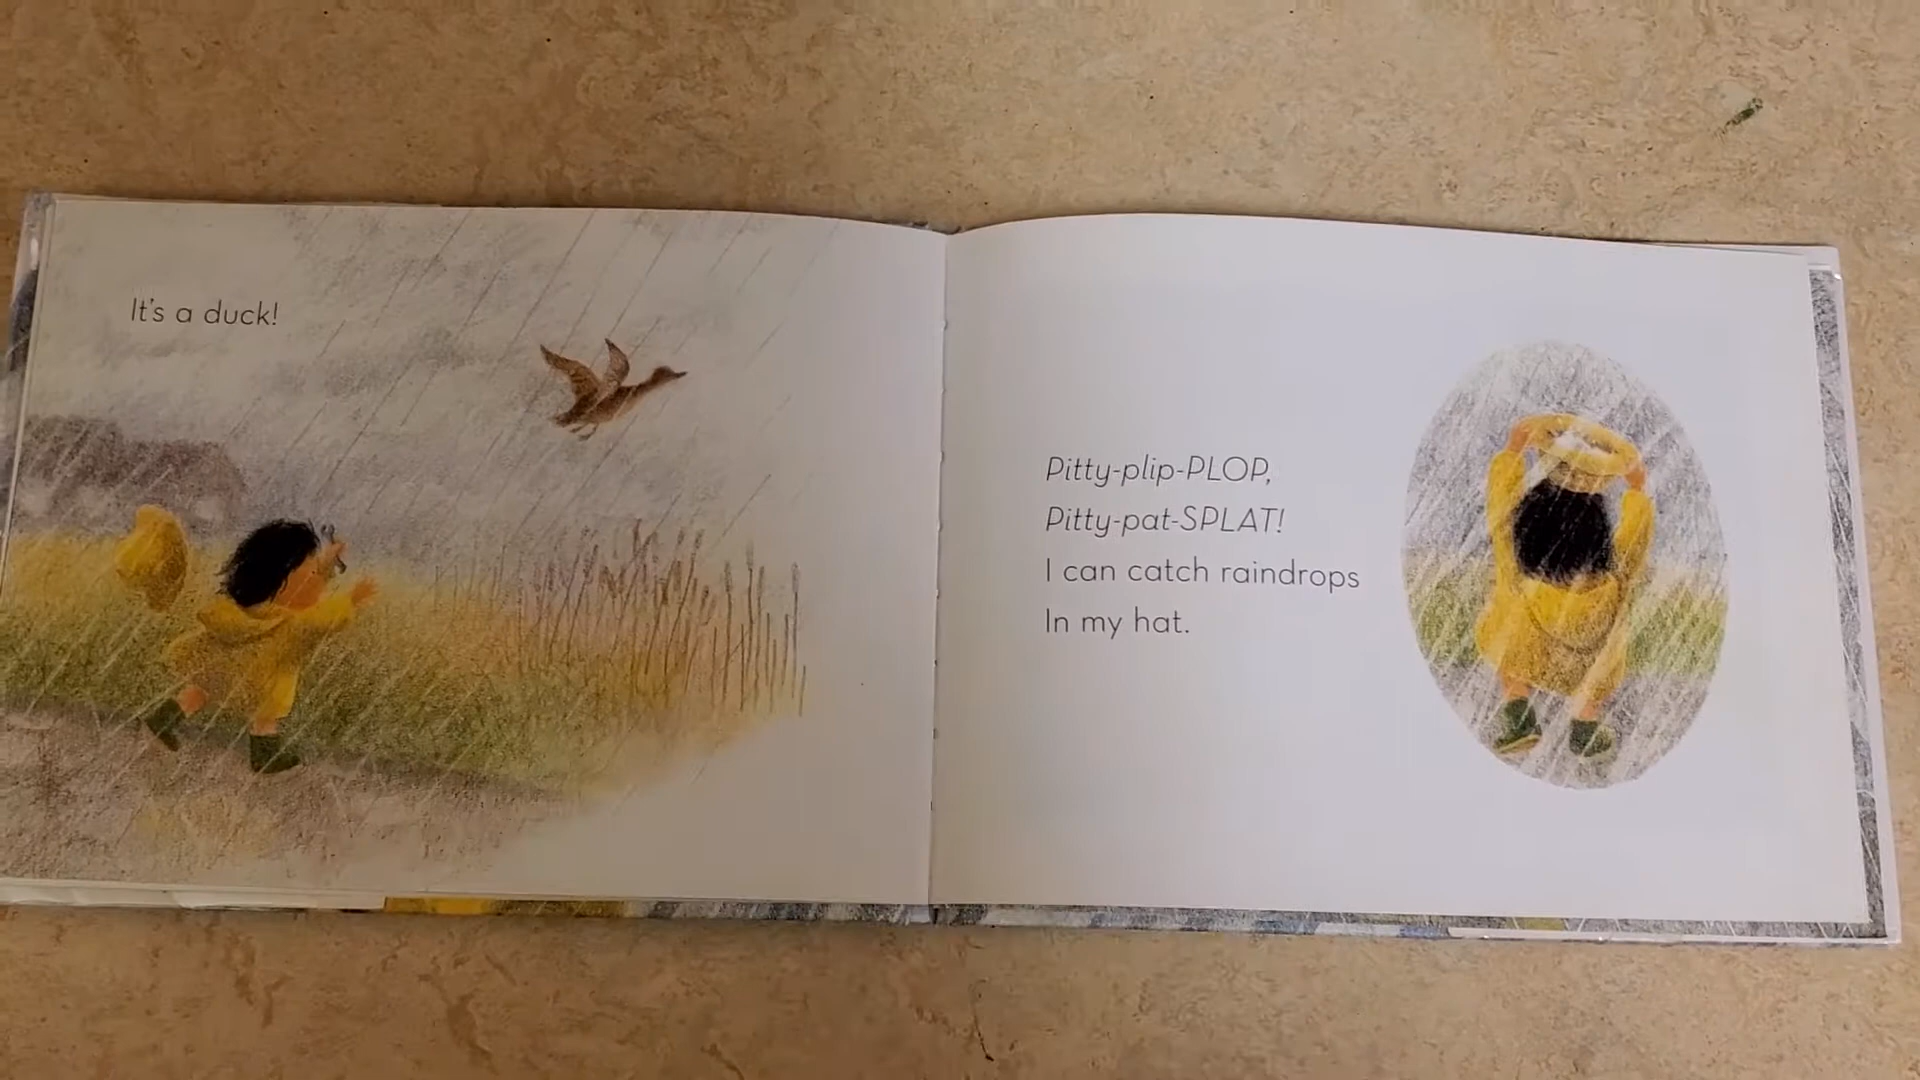 It's a duck!
Pitty-plip-PLOP,
Pitty-pat-SPLAT!
I can catch raindrops
In my hat.